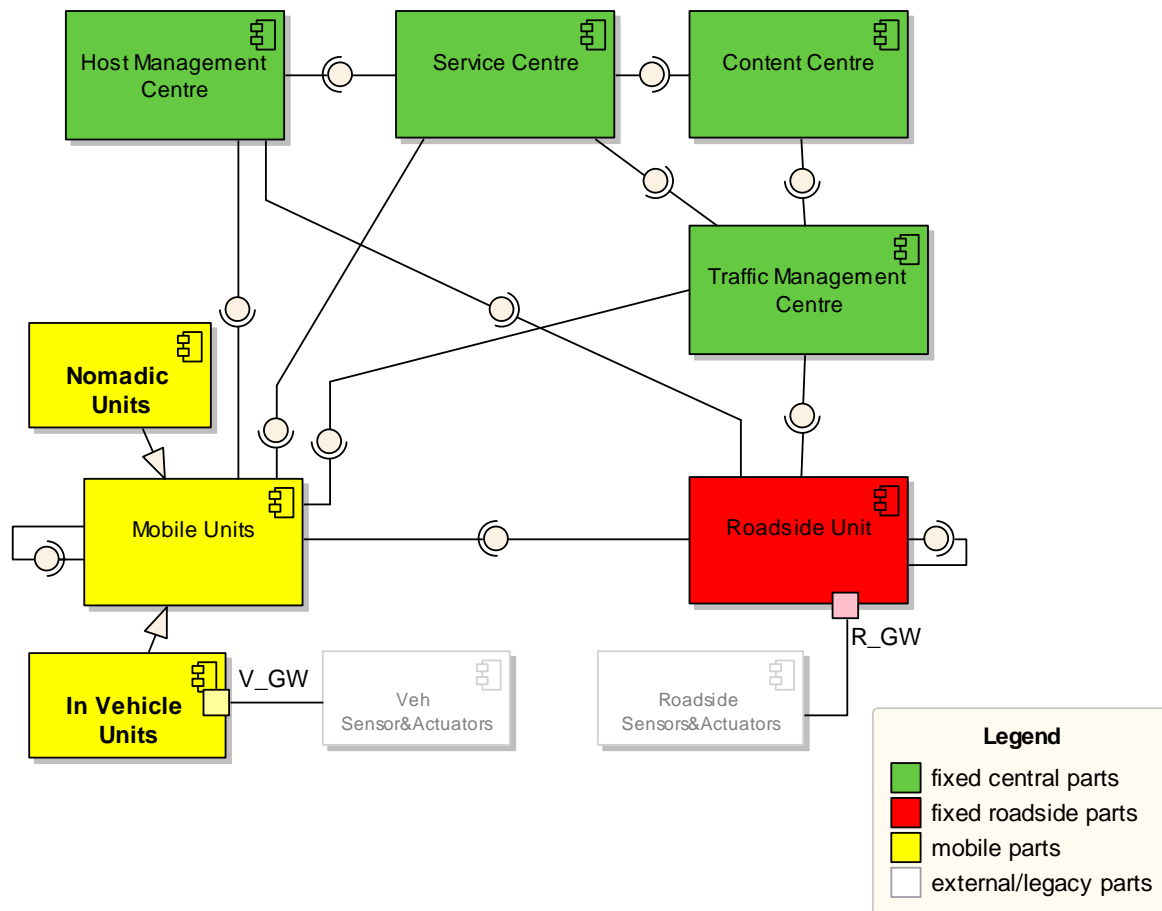 Host Management
Centre
Service Centre
Content Centre
Traffic Management
Centre
Nomadic
Units
Mobile Units
Roadside Unit
R_GW
In Vehicle
Units
V_GW
Veh
Sensor&Actuators
Roadside
Sensors&Actuators
Legend
fixed central parts
fixed roadside parts
mobile parts
external/legacy parts